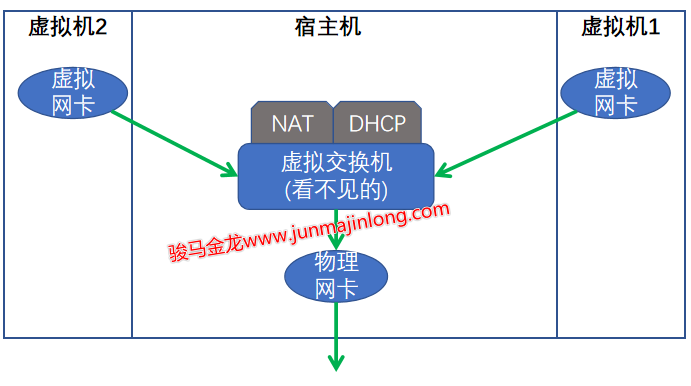 虚拟机2
宿主机
虚拟机1
虚拟
网卡
虚拟
网卡
NAT
DHCP
虚拟交换机
(看不见的)
骏马金龙www.junmajinlong.com
物理
网卡